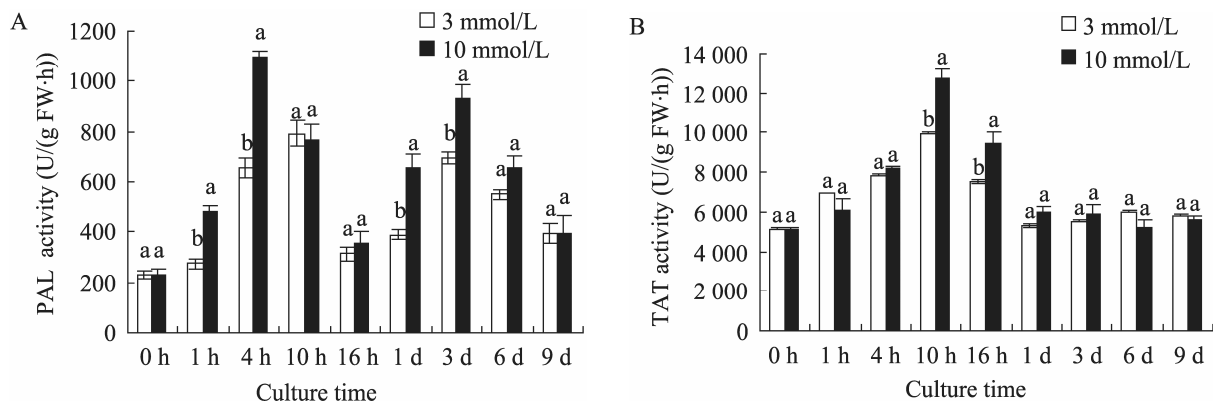 A
3 mmol/L
10 mmol/L
PAL activity (U/(g FW·h))
1200
1000
800
600
400
200
0
a a
b a
b a
a a
a a
b a
b a
a a
a a
0 h 1 h 4 h 10 h 16 h 1 d 3 d 6 d 9 d
Culture time
B
3 mmol/L
10 mmol/L
TAT activity (U/(g FW·h))
14 000
12 000
10 000
8 000
6 000
4 000
2 000
0
a a
a a
a a
b a
b a
a a
a a
a a
a a
0 h 1 h 4 h 10 h 16 h 1 d 3 d 6 d 9 d
Culture time